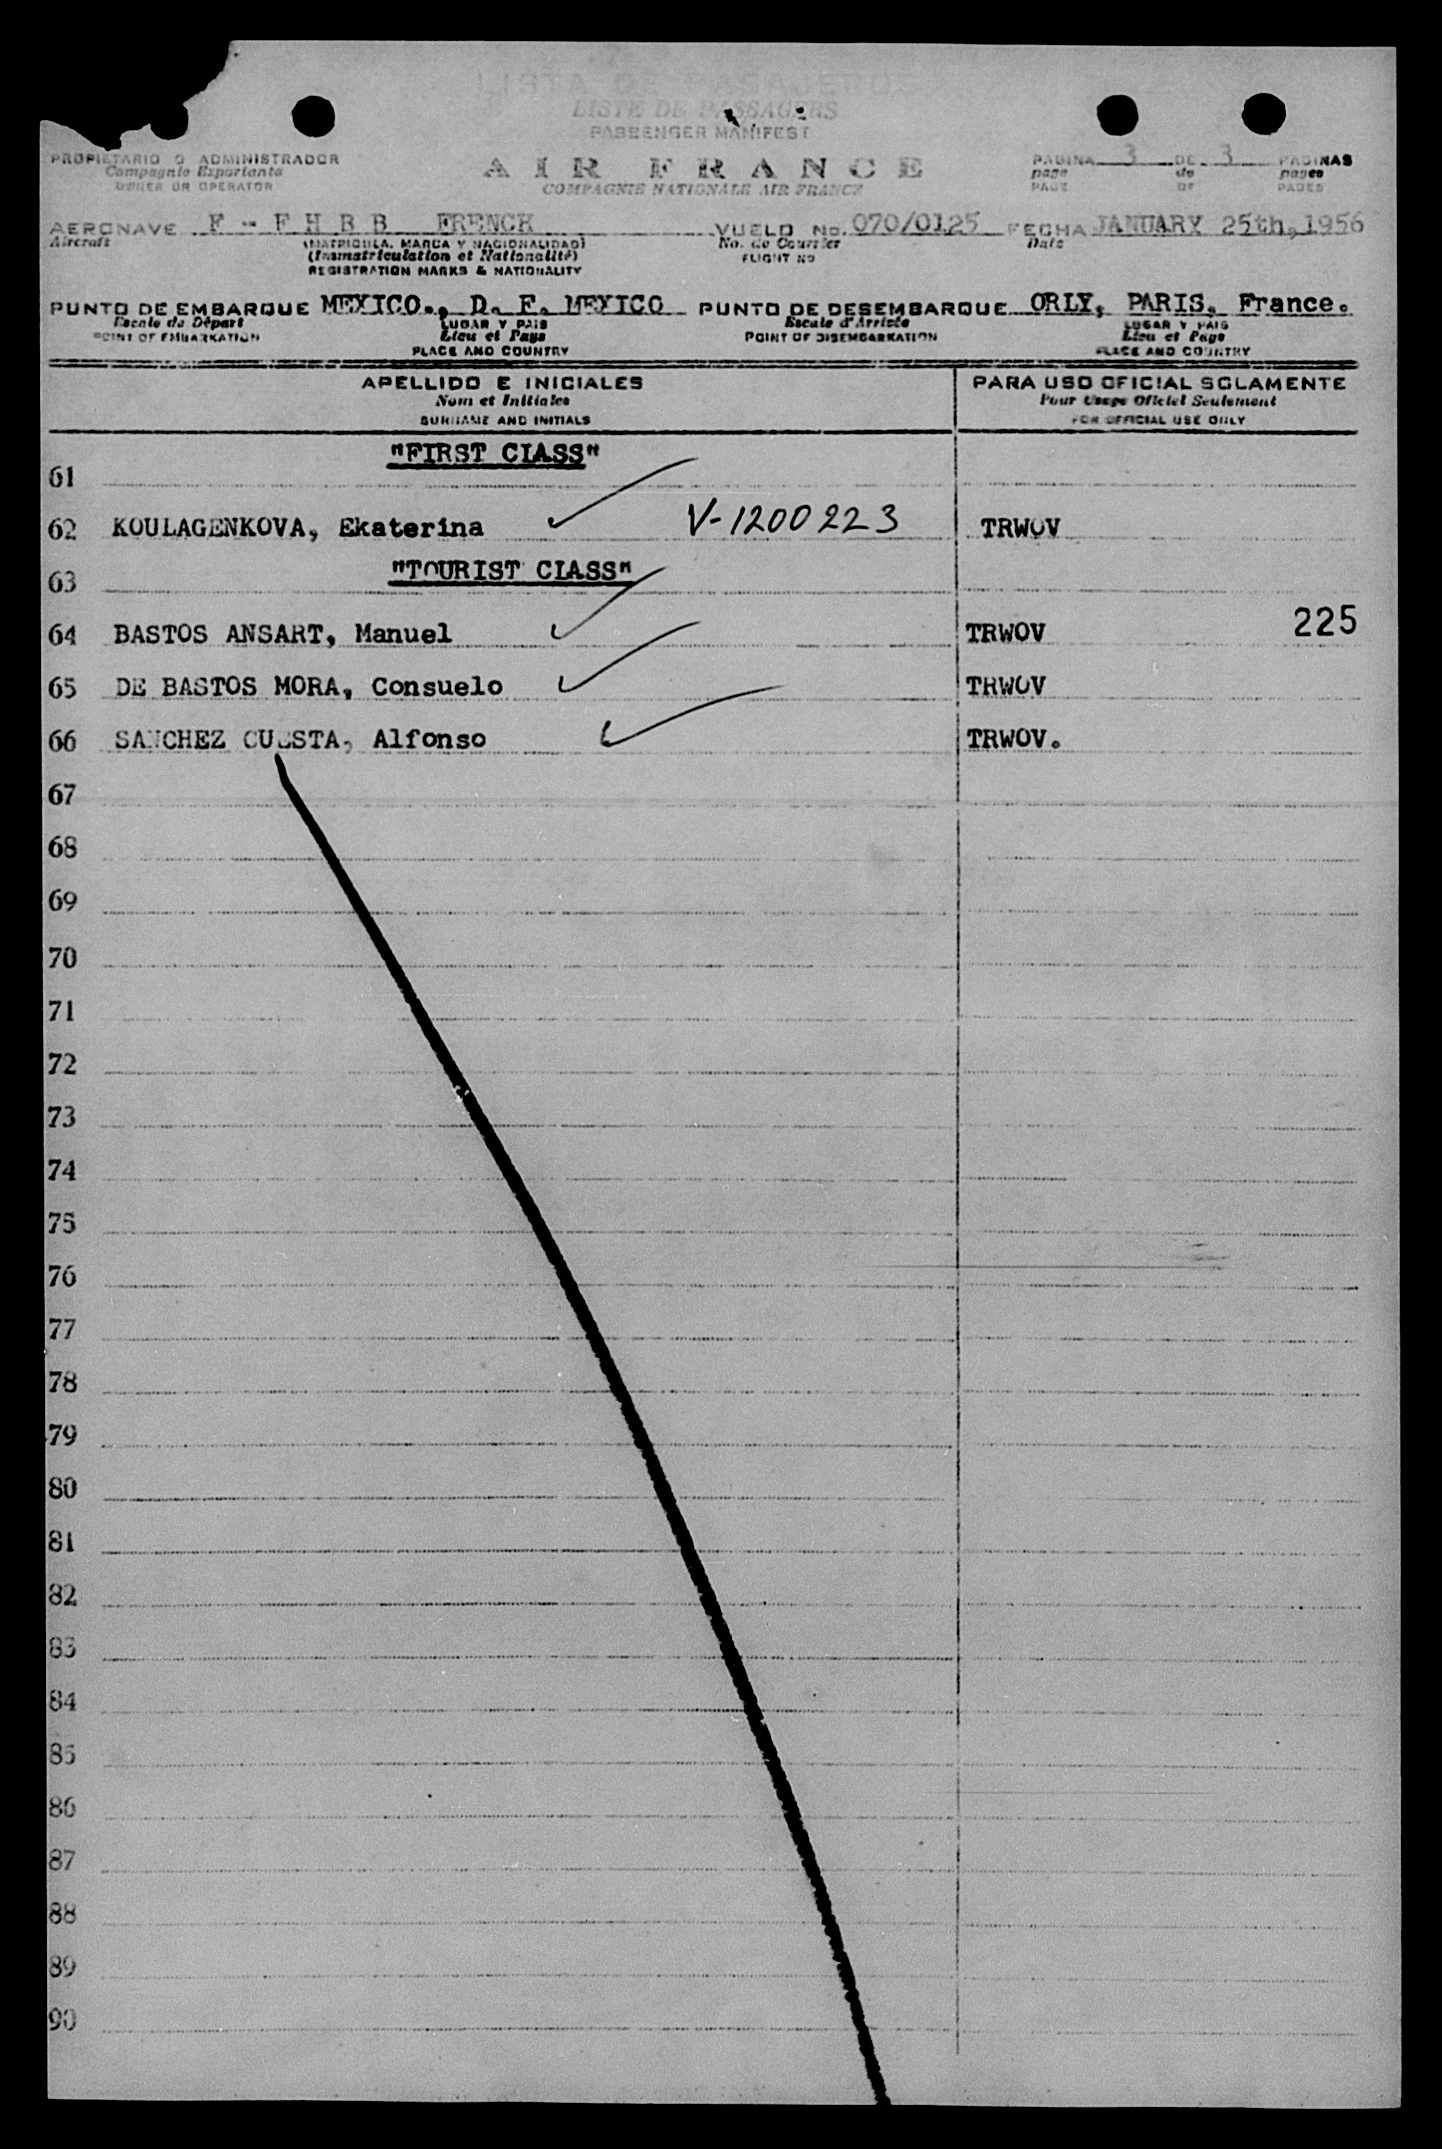 LISTA DE PASAJEROS
LISTE DE PASSAGERS
PASSENGER MANIFEST
PROPIETARIO O ADMINISTRADOR
Compagnie Exportante
OWNER OR OPERATOR
AIR FRANCE
COMPAGNIE NATIONALE AIR FRANCE
PAGINA 3 DE 3 PAGINAS
page de pages
PAGE OF PAGES
AERONAVE F - F H B B FRENCH VUELO No. 070/0125 FECHA JANUARY 25th, 1956
Aircraft (MATRICULA, MARCA Y NACIONALIDAD) No. de Courrier Date
(Inmatriculation et Nationalité) FLIGHT NO
REGISTRATION MARKS & NATIONALITY
PUNTO DE EMBARQUE MEXICO., D. F. MEXICO PUNTO DE DESEMBARQUE ORLY, PARIS. France.
Escale de Départ LUGAR Y PAIS Escale d'Arrivée LUGAR Y PAIS
POINT OF EMBARKATION Lieu et Pays POINT OF DISEMBARKATION Lieu et Pays
PLACE AND COUNTRY PLACE AND COUNTRY
APELLIDO E INICIALES PARA USO OFICIAL SOLAMENTE
Nom et Initiales Pour Usage Officiel Seulement
SURNAME AND INITIALS FOR OFFICIAL USE ONLY
"FIRST CLASS"
61
62 KOULAGENKOVA, Ekaterina V-1200223 TRWOV
"TOURIST CLASS"
63
225
64 BASTOS ANSART, Manuel TRWOV
65 DE BASTOS MORA, Consuelo TRWOV
66 SANCHEZ CUESTA, Alfonso TRWOV.
67
68
69
70
71
72
73
74
75
76
77
78
79
80
81
82
83
84
85
86
87
88
89
90